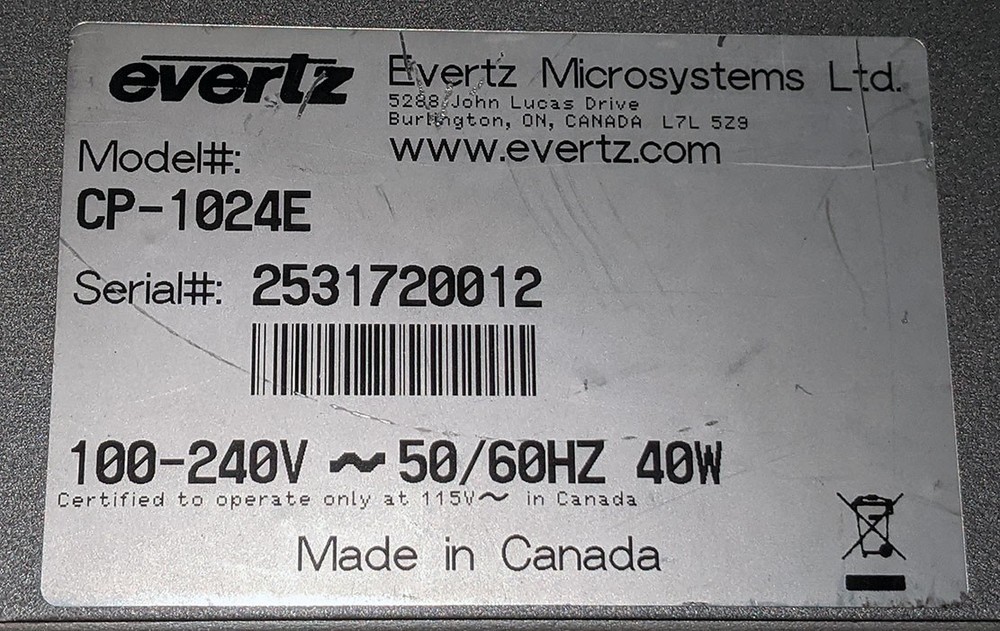 evertz
Evertz Microsystems Ltd.
5288 John Lucas Drive
Burlington, ON, CANADA L7L 5Z9
www.evertz.com
Model#:
CP-1024E
Serial#: 2531720012
100-240V ~ 50/60HZ 40W
Certified to operate only at 115V~ in Canada
Made in Canada